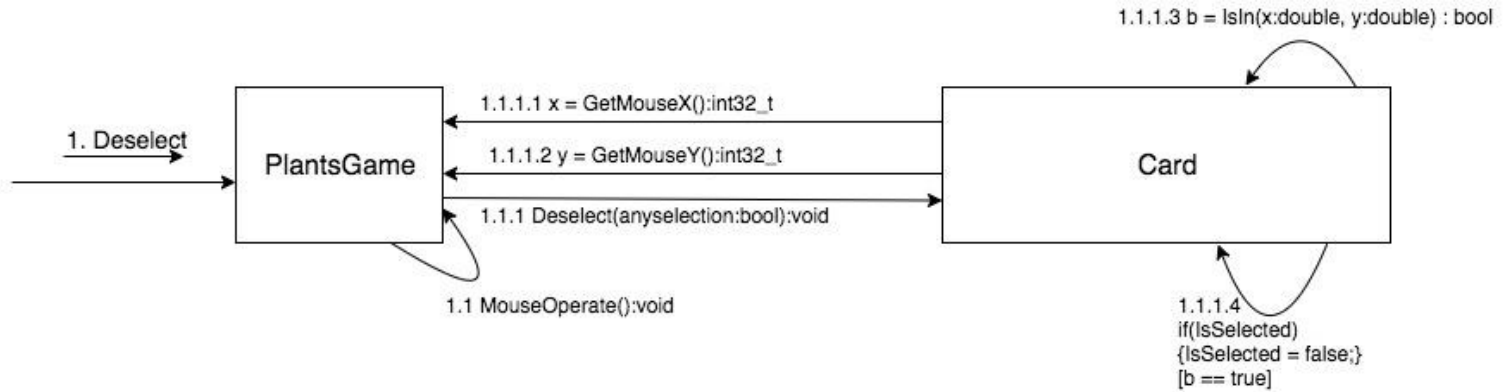 1.1.1.3 b = IsIn(x:double, y:double) : bool
1.1.1.1 x = GetMouseX():int32_t
1. Deselect
PlantsGame
1.1.1.2 y = GetMouseY():int32_t
Card
1.1.1 Deselect(anyselection:bool):void
1.1 MouseOperate():void
1.1.1.4
if(IsSelected)
{IsSelected = false;}
[b == true]